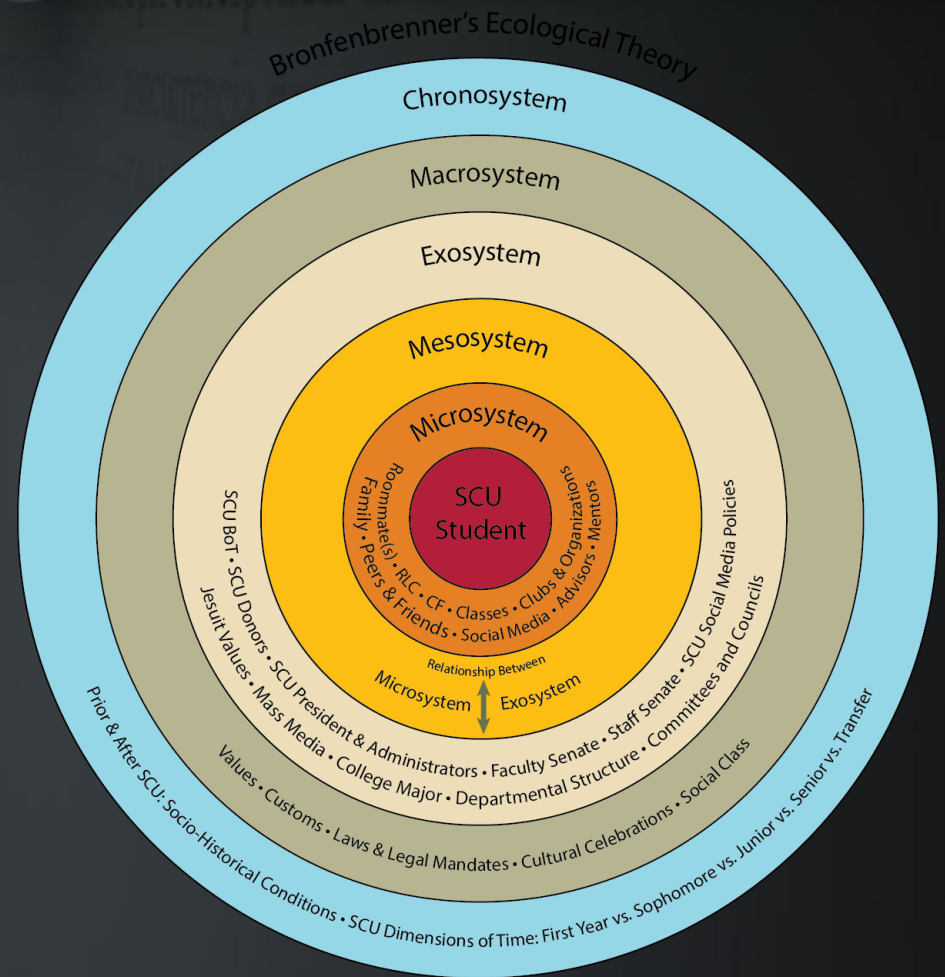 Bronfenbrenner's Ecological Theory
Chronosystem
Macrosystem
Exosystem
Mesosystem
Microsystem
SCU
Student
Roommate(s) • RLC • CF • Classes • Clubs & Organizations
Family • Peers & Friends • Social Media • Advisors • Mentors
Relationship Between
Microsystem Exosystem
SCU BoT • SCU Donors • SCU President & Administrators • Faculty Senate • Staff Senate • SCU Social Media Policies
Jesuit Values • Mass Media • College Major • Departmental Structure • Committees and Councils
Values • Customs • Laws & Legal Mandates • Cultural Celebrations • Social Class
Prior & After SCU: Socio-Historical Conditions • SCU Dimensions of Time: First Year vs. Sophomore vs. Junior vs. Senior vs. Transfer